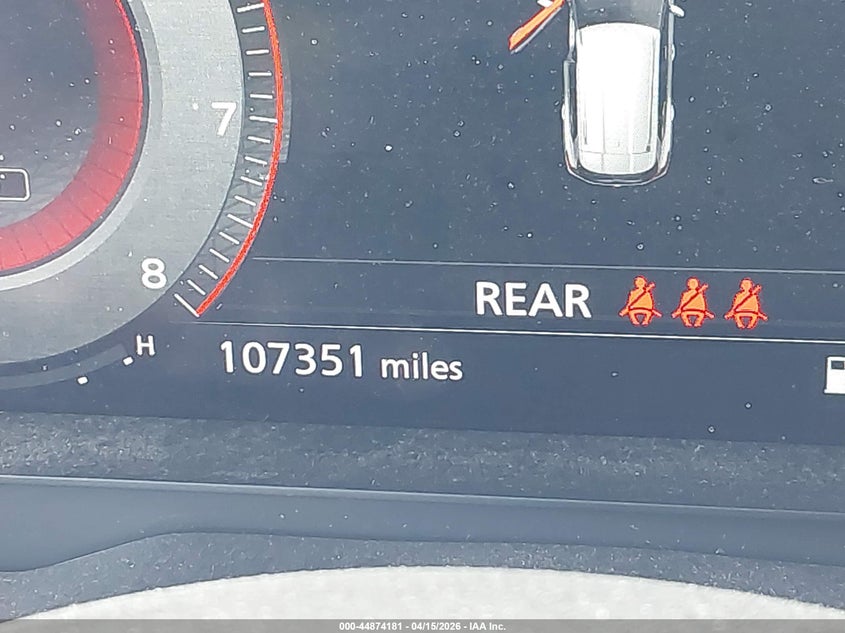 7
8
REAR
H
107351 miles
000-44874181 - 04/15/2026 - IAA Inc.